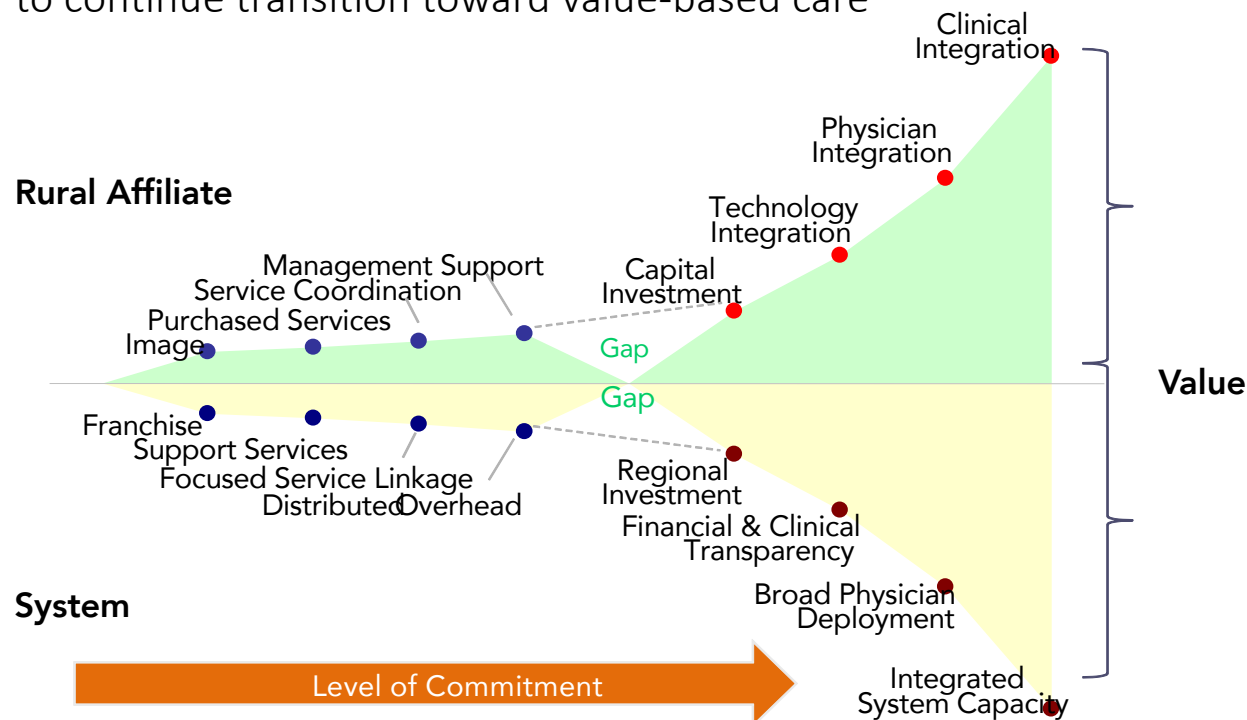 to continue transition toward value-based care
Clinical
Integration
Physician
Integration
Rural Affiliate
Technology
Integration
Management Support
Capital
Investment
Service Coordination
Purchased Services
Image
Gap
Value
Gap
Franchise
Support Services
Focused Service Linkage
Distributed Overhead
Regional
Investment
Financial & Clinical
Transparency
System
Broad Physician
Deployment
Integrated
System Capacity
Level of Commitment